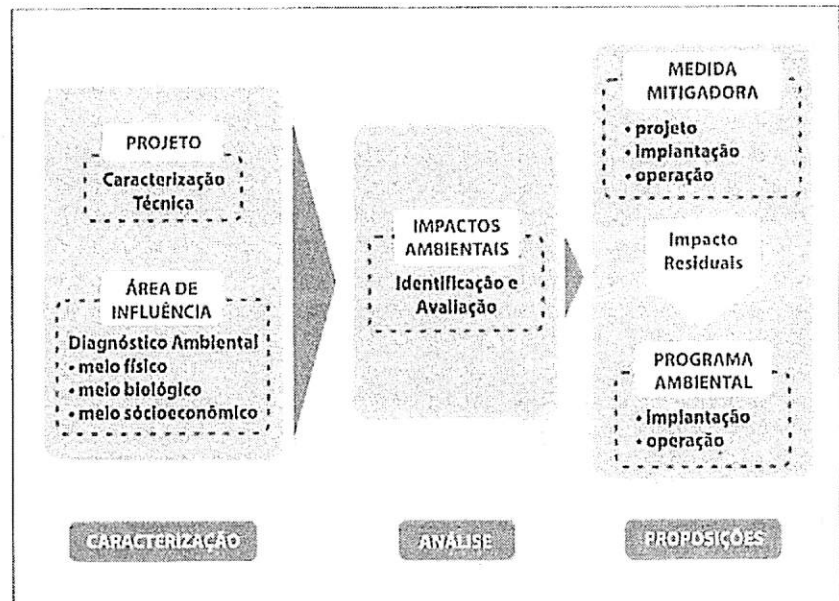 PROJETO
Caracterização
Técnica
ÁREA DE
INFLUÊNCIA
Diagnóstico Ambiental
• meio físico
• meio biológico
• meio sócioeconômico
CARACTERIZAÇÃO
IMPACTOS
AMBIENTAIS
Identificação e
Avaliação
ANÁLISE
MEDIDA
MITIGADORA
• projeto
• implantação
• operação
Impacto
Residuais
PROGRAMA
AMBIENTAL
• implantação
• operação
PROPOSIÇÕES